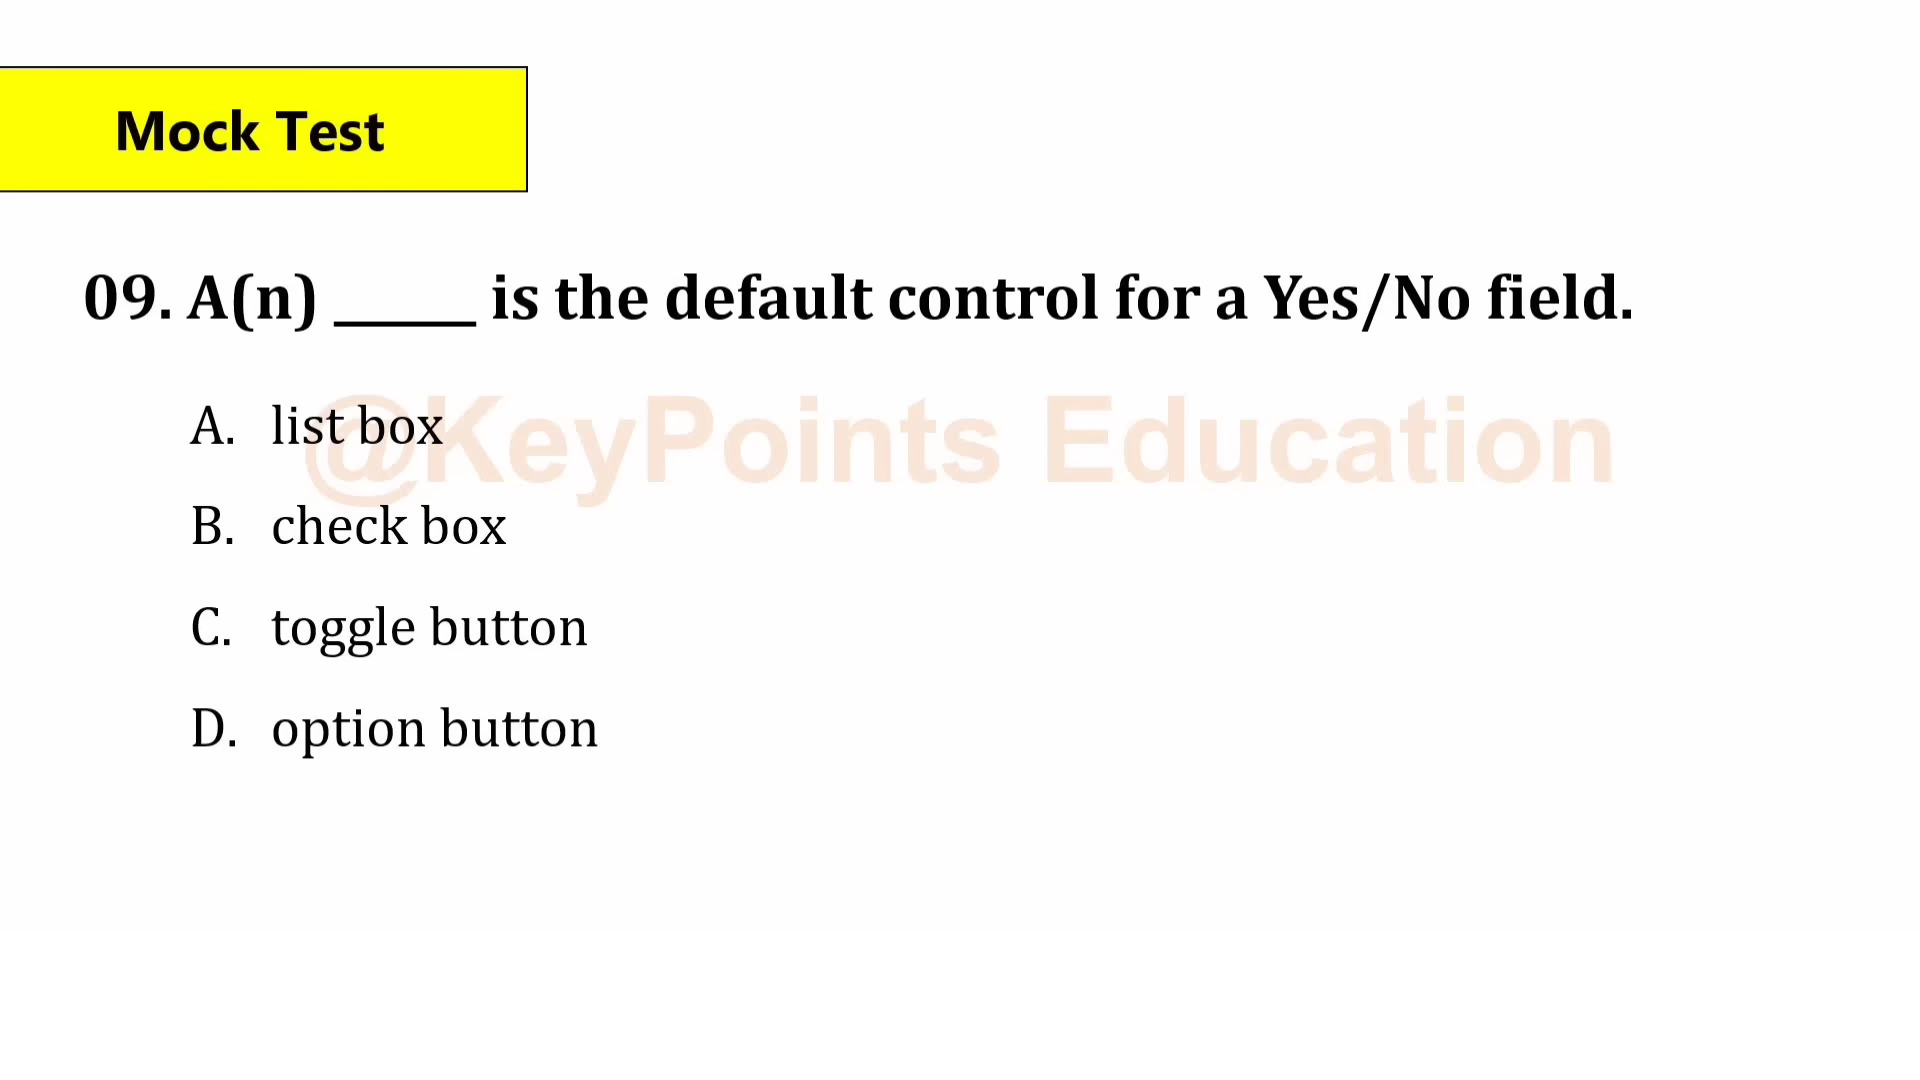 Mock Test
09. A(n) _____ is the default control for a Yes/No field.
@KeyPoints Education
A. list box
B. check box
C. toggle button
D. option button